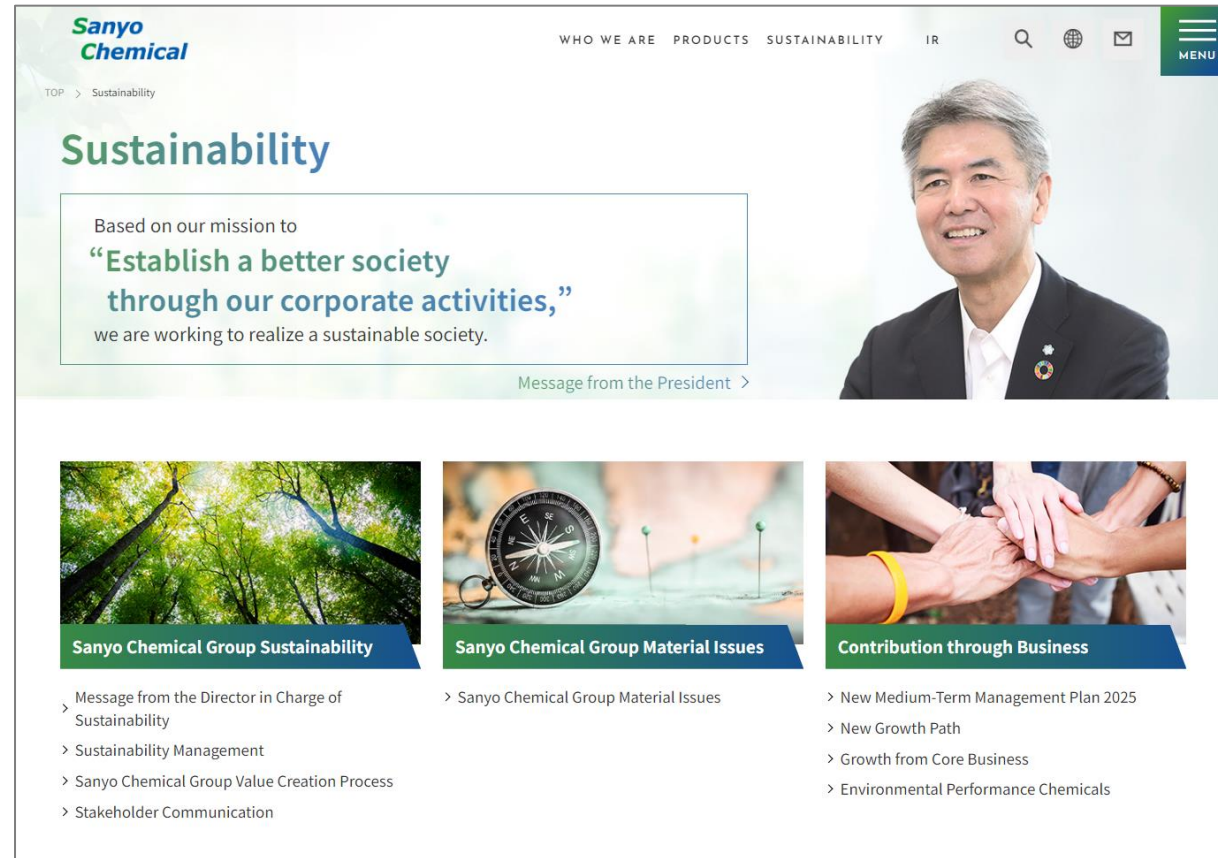 Sanyo
Chemical
WHO WE ARE PRODUCTS SUSTAINABILITY IR
MENU
TOP > Sustainability
Sustainability
Based on our mission to
“Establish a better society
through our corporate activities,”
we are working to realize a sustainable society.
Message from the President >
Sanyo Chemical Group Sustainability
> Message from the Director in Charge of
Sustainability
> Sustainability Management
> Sanyo Chemical Group Value Creation Process
> Stakeholder Communication
Sanyo Chemical Group Material Issues
> Sanyo Chemical Group Material Issues
Contribution through Business
> New Medium-Term Management Plan 2025
> New Growth Path
> Growth from Core Business
> Environmental Performance Chemicals
E
SE
S
NE
N
NW
W